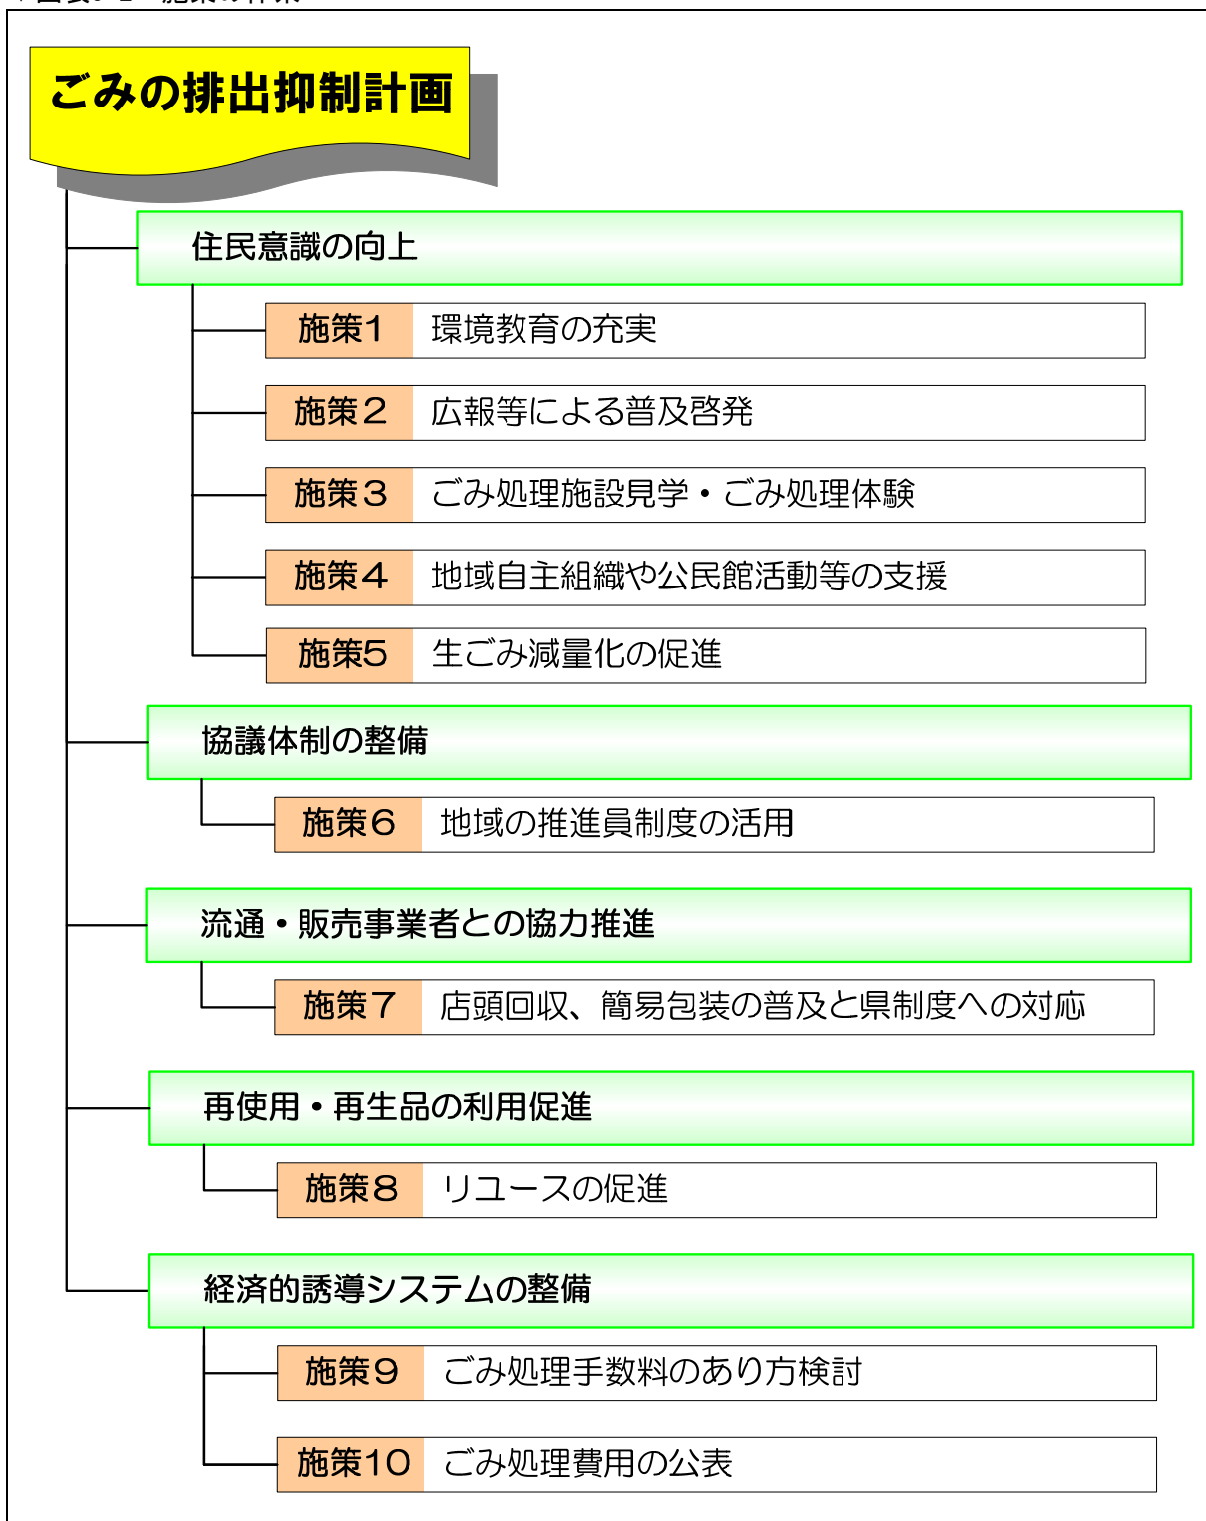 ごみの排出抑制計画
住民意識の向上
施策1 環境教育の充実
施策2 広報等による普及啓発
施策3 ごみ処理施設見学・ごみ処理体験
施策4 地域自主組織や公民館活動等の支援
施策5 生ごみ減量化の促進
協議体制の整備
施策6 地域の推進員制度の活用
流通・販売事業者との協力推進
施策7 店頭回収、簡易包装の普及と県制度への対応
再使用・再生品の利用促進
施策8 リユースの促進
経済的誘導システムの整備
施策9 ごみ処理手数料のあり方検討
施策10 ごみ処理費用の公表